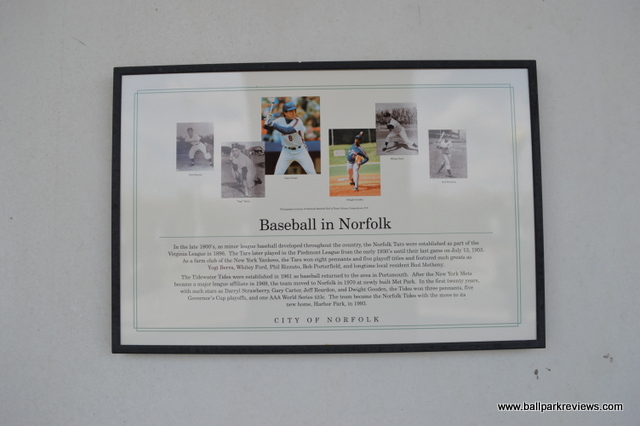 Baseball in Norfolk
In the late 1800's, as minor league baseball developed throughout the country, the Norfolk Tars were established as part of the
Virginia League in 1896. The Tars later played in the Piedmont League from the early 1900's until their last game on July 13, 1955.
As a farm club of the New York Yankees, the Tars won eight pennants and five playoff titles and featured such greats as
Yogi Berra, Whitey Ford, Phil Rizzuto, Bob Porterfield, and longtime local resident Bud Metheny.
The Tidewater Tides were established in 1961 as baseball returned to the area in Portsmouth. After the New York Mets
became a major league affiliate in 1969, the team moved to Norfolk in 1970 at newly built Met Park. In the first twenty years,
with such stars as Darryl Strawberry, Gary Carter, Jeff Reardon, and Dwight Gooden, the Tides won three pennants, five
Governor's Cup playoffs, and one AAA World Series title. The team became the Norfolk Tides with the move to its
new home, Harbor Park, in 1993.
CITY OF NORFOLK
www.ballparkreviews.com